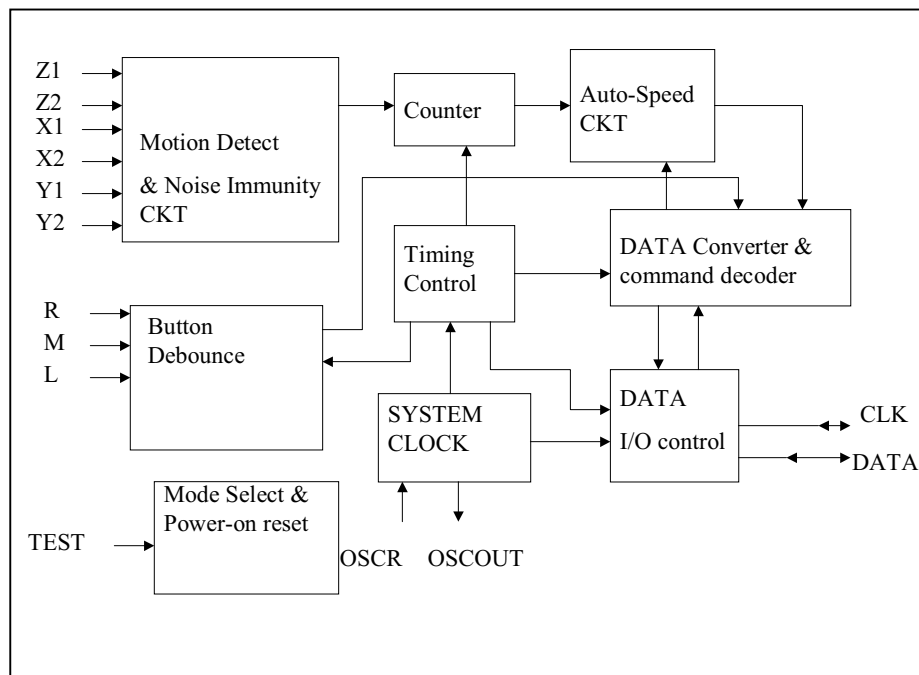 Z1
Z2
X1
X2
Y1
Y2
Motion Detect
& Noise Immunity
CKT
Counter
Auto-Speed
CKT
Timing
Control
DATA Converter &
command decoder
R
M
L
Button
Debounce
SYSTEM
CLOCK
DATA
I/O control
CLK
DATA
Mode Select &
Power-on reset
TEST
OSCR
OSCOUT